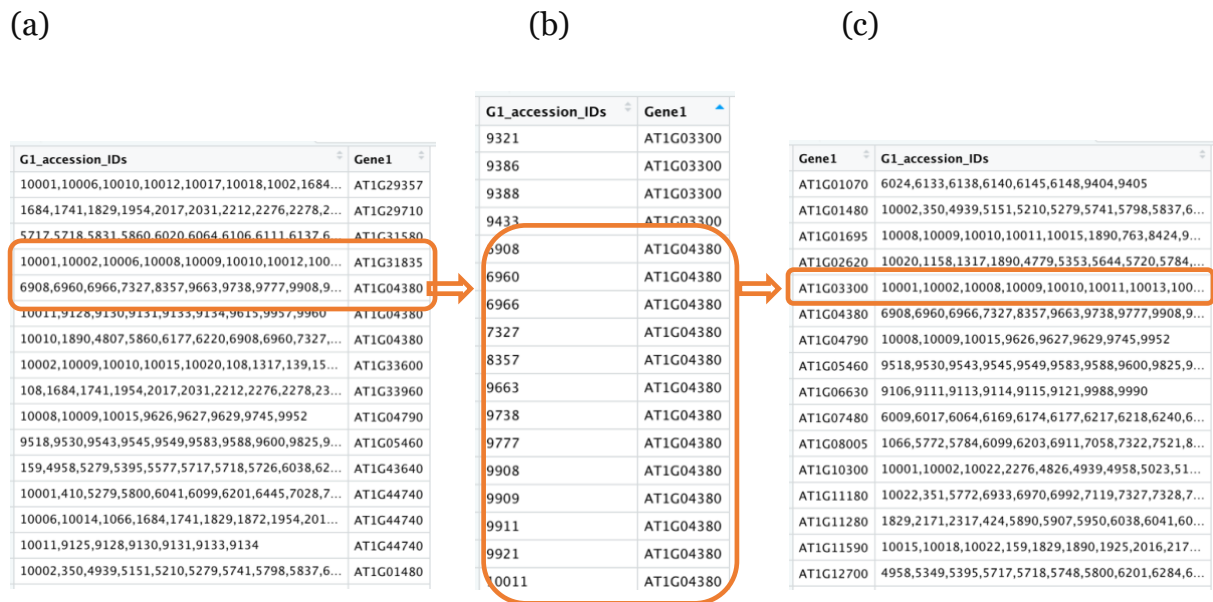 (a)
(b)
(c)
G1_accession_IDs Gene1
10001,10006,10010,10012,10017,10018,1002,1684... AT1G29357
1684,1741,1829,1954,2017,2031,2212,2276,2278,2... AT1G29710
5717,5718,5831,5860,6020,6064,6106,6111,6137,6... AT1G31580
10001,10002,10006,10008,10009,10010,10012,100... AT1G31835
6908,6960,6966,7327,8357,9663,9738,9777,9908,9... AT1G04380
10011,9128,9130,9131,9133,9134,9615,9957,9960 AT1G04380
10010,1890,4807,5860,6177,6220,6908,6960,7327,... AT1G04380
10002,10009,10010,10015,10020,108,1317,139,15... AT1G33600
108,1684,1741,1954,2017,2031,2212,2276,2278,23... AT1G33960
10008,10009,10015,9626,9627,9629,9745,9952 AT1G04790
9518,9530,9543,9545,9549,9583,9588,9600,9825,9... AT1G05460
159,4958,5279,5395,5577,5717,5718,5726,6038,62... AT1G43640
10001,410,5279,5800,6041,6099,6201,6445,7028,7... AT1G44740
10006,10014,1066,1684,1741,1829,1872,1954,201... AT1G44740
10011,9125,9128,9130,9131,9133,9134 AT1G44740
10002,350,4939,5151,5210,5279,5741,5798,5837,6... AT1G01480
G1_accession_IDs Gene1
9321 AT1G03300
9386 AT1G03300
9388 AT1G03300
9433 AT1G03300
6908 AT1G04380
6960 AT1G04380
6966 AT1G04380
7327 AT1G04380
8357 AT1G04380
9663 AT1G04380
9738 AT1G04380
9777 AT1G04380
9908 AT1G04380
9909 AT1G04380
9911 AT1G04380
9921 AT1G04380
10011 AT1G04380
Gene1 G1_accession_IDs
AT1G01070 6024,6133,6138,6140,6145,6148,9404,9405
AT1G01480 10002,350,4939,5151,5210,5279,5741,5798,5837,6...
AT1G01695 10008,10009,10010,10011,10015,1890,763,8424,9...
AT1G02620 10020,1158,1317,1890,4779,5353,5644,5720,5784,...
AT1G03300 10001,10002,10008,10009,10010,10011,10013,100...
AT1G04380 6908,6960,6966,7327,8357,9663,9738,9777,9908,9...
AT1G04790 10008,10009,10015,9626,9627,9629,9745,9952
AT1G05460 9518,9530,9543,9545,9549,9583,9588,9600,9825,9...
AT1G06630 9106,9111,9113,9114,9115,9121,9988,9990
AT1G07480 6009,6017,6064,6169,6174,6177,6217,6218,6240,6...
AT1G08005 1066,5772,5784,6099,6203,6911,7058,7322,7521,8...
AT1G10300 10001,10002,10022,2276,4826,4939,4958,5023,51...
AT1G11180 10022,351,5772,6933,6970,6992,7119,7327,7328,7...
AT1G11280 1829,2171,2317,424,5890,5907,5950,6038,6041,60...
AT1G11590 10015,10018,10022,159,1829,1890,1925,2016,217...
AT1G12700 4958,5349,5395,5717,5718,5748,5800,6201,6284,6...